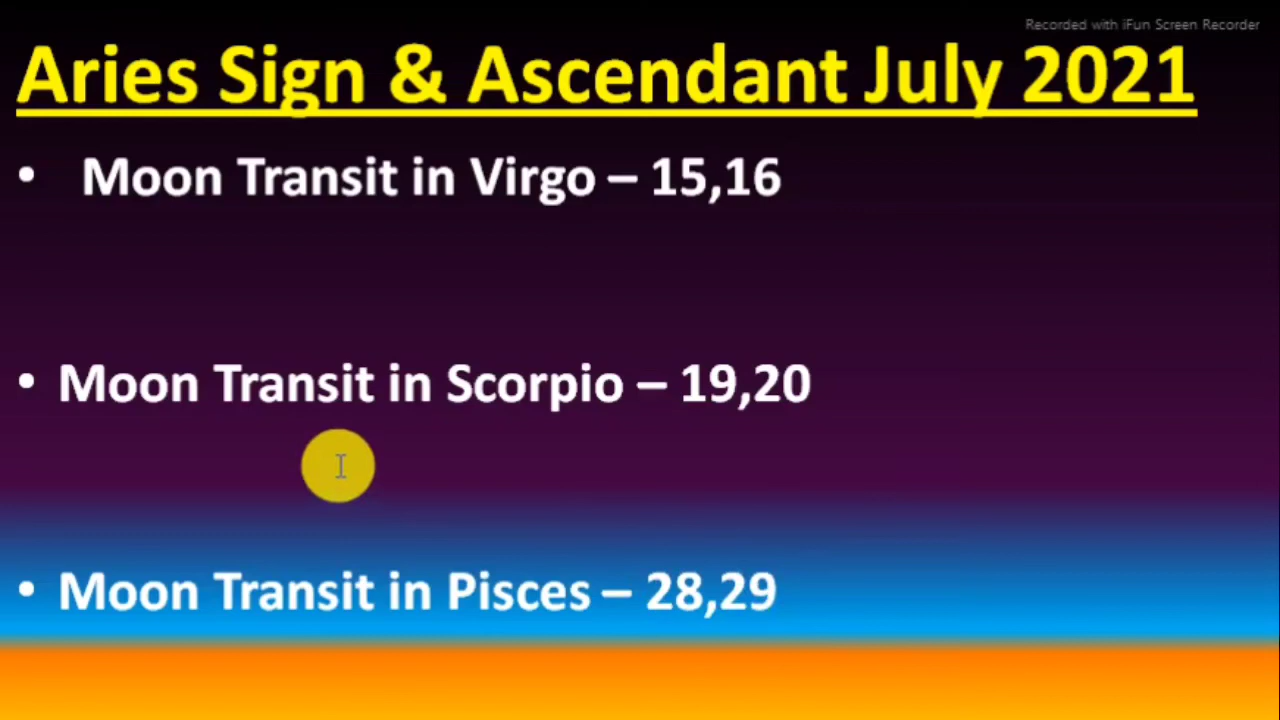 Recorded with iFun Screen Recorder
Aries Sign & Ascendant July 2021
• Moon Transit in Virgo – 15,16
• Moon Transit in Scorpio – 19,20
• Moon Transit in Pisces – 28,29